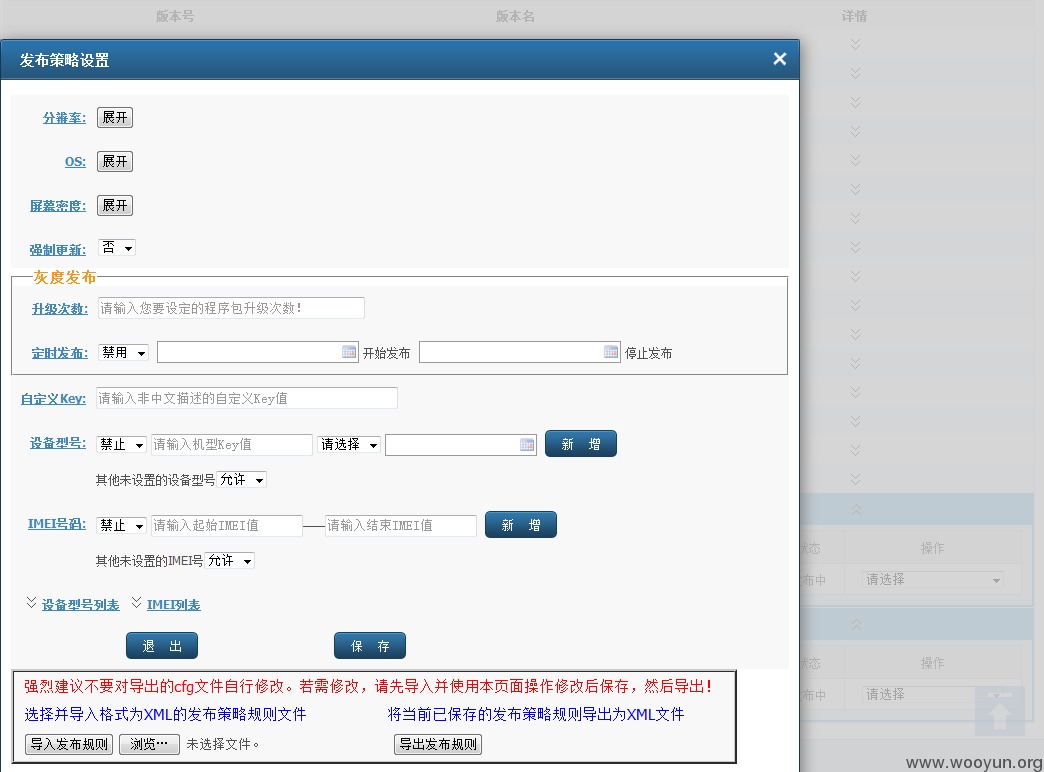 版本号 版本名 详情
发布策略设置
分辨率: 展开
OS: 展开
屏幕密度: 展开
强制更新: 否
灰度发布
升级次数: 请输入您要设定的程序包升级次数!
定时发布: 禁用 开始发布 停止发布
自定义Key: 请输入非中文描述的自定义Key值
设备型号: 禁止 请输入机型Key值 请选择 新 增
其他未设置的设备型号 允许
IMEI号码: 禁止 请输入起始IMEI值 请输入结束IMEI值 新 增
状态 操作
其他未设置的IMEI号 允许
布中 请选择
设备型号列表 IMEI列表
退 出 保 存
状态 操作
强烈建议不要对导出的cfg文件自行修改。若需修改，请先导入并使用本页面操作修改后保存，然后导出！
布中 请选择
选择并导入格式为XML的发布策略规则文件 将当前已保存的发布策略规则导出为XML文件
导入发布规则 浏览… 未选择文件。 导出发布规则
www.wooyun.org